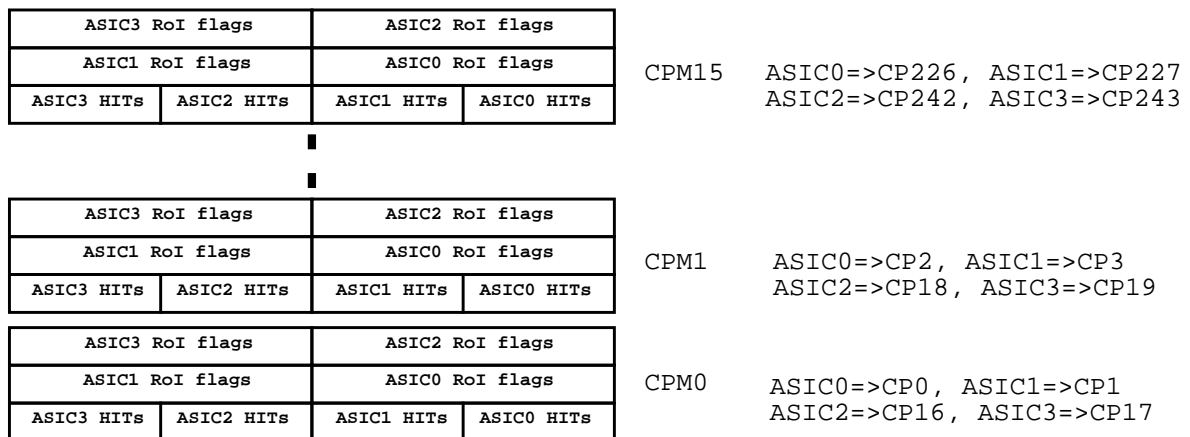 ASIC3 RoI flags ASIC2 RoI flags
ASIC1 RoI flags ASIC0 RoI flags
ASIC3 HITs ASIC2 HITs ASIC1 HITs ASIC0 HITs
CPM15 ASIC0=>CP226, ASIC1=>CP227
ASIC2=>CP242, ASIC3=>CP243
ASIC3 RoI flags ASIC2 RoI flags
ASIC1 RoI flags ASIC0 RoI flags
ASIC3 HITs ASIC2 HITs ASIC1 HITs ASIC0 HITs
CPM1 ASIC0=>CP2, ASIC1=>CP3
ASIC2=>CP18, ASIC3=>CP19
ASIC3 RoI flags ASIC2 RoI flags
ASIC1 RoI flags ASIC0 RoI flags
ASIC3 HITs ASIC2 HITs ASIC1 HITs ASIC0 HITs
CPM0 ASIC0=>CP0, ASIC1=>CP1
ASIC2=>CP16, ASIC3=>CP17